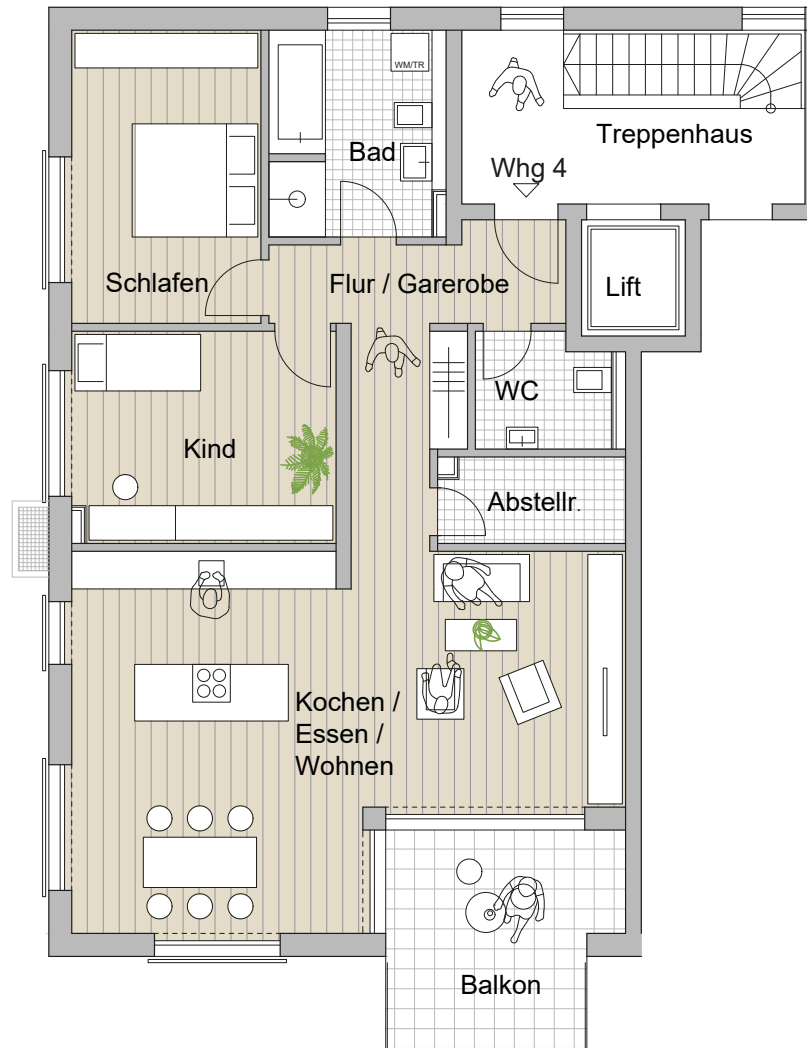 WM/TR
Bad
Treppenhaus
Whg 4
Schlafen
Flur / Garerobe
Lift
WC
Kind
Abstellr.
Kochen /
Essen /
Wohnen
Balkon